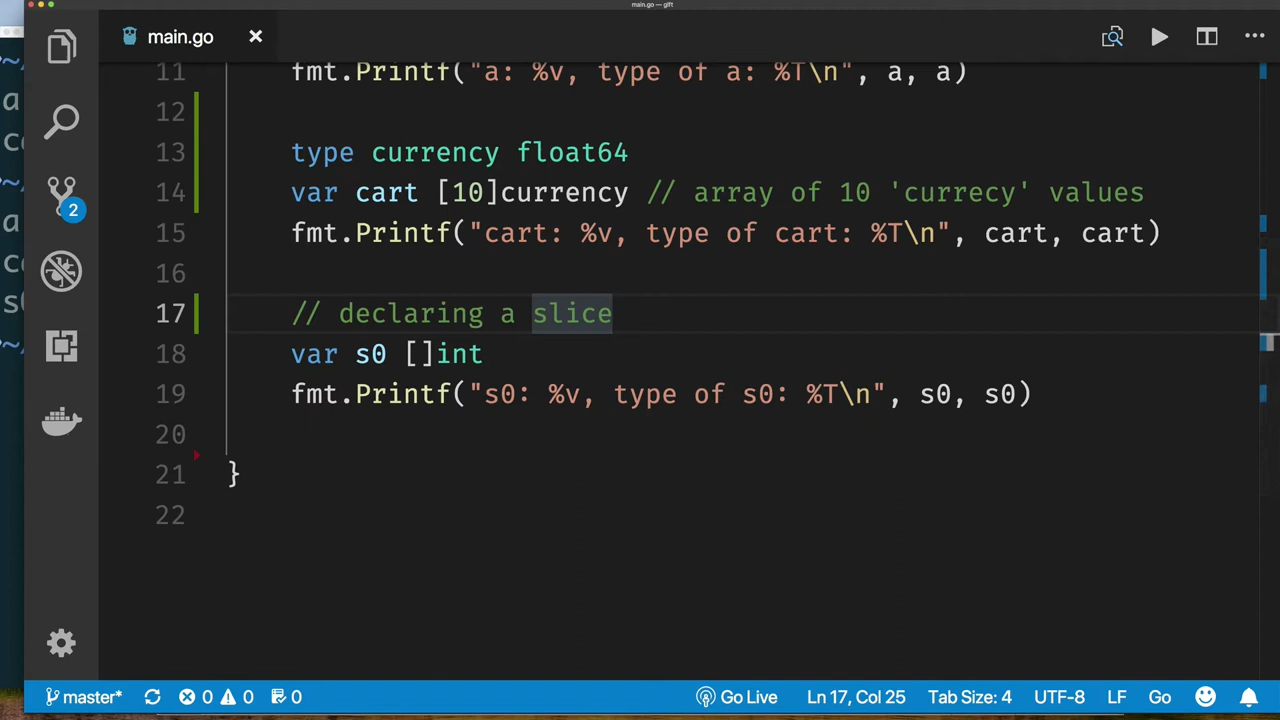 main.go — gift
main.go
11 fmt.Printf("a: %v, type of a: %T\n", a, a)
12
13 type currency float64
14 var cart [10]currency // array of 10 'currecy' values
15 fmt.Printf("cart: %v, type of cart: %T\n", cart, cart)
16
17 // declaring a slice
18 var s0 []int
19 fmt.Printf("s0: %v, type of s0: %T\n", s0, s0)
20
21 }
22
2
~/
a
~/
a
~/
master* 0 0 0 Go Live Ln 17, Col 25 Tab Size: 4 UTF-8 LF Go